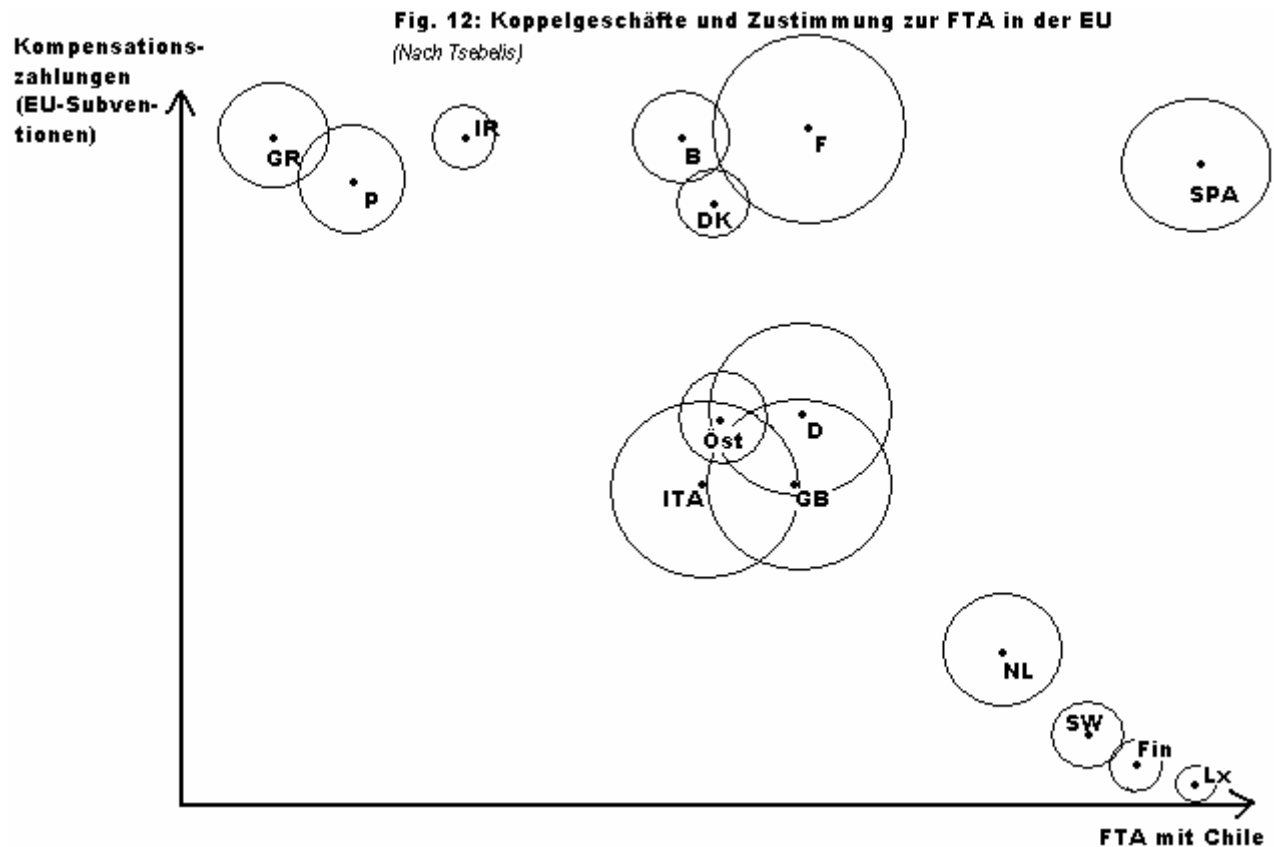 Fig. 12: Koppelgeschäfte und Zustimmung zur FTA in der EU
(Nach Tsebelis)
Kompensations-
zahlungen
(EU-Subven-
tionen)
GR
P
IR
B
DK
F
SPA
Öst
D
ITA
GB
NL
SW
Fin
Lx
FTA mit Chile